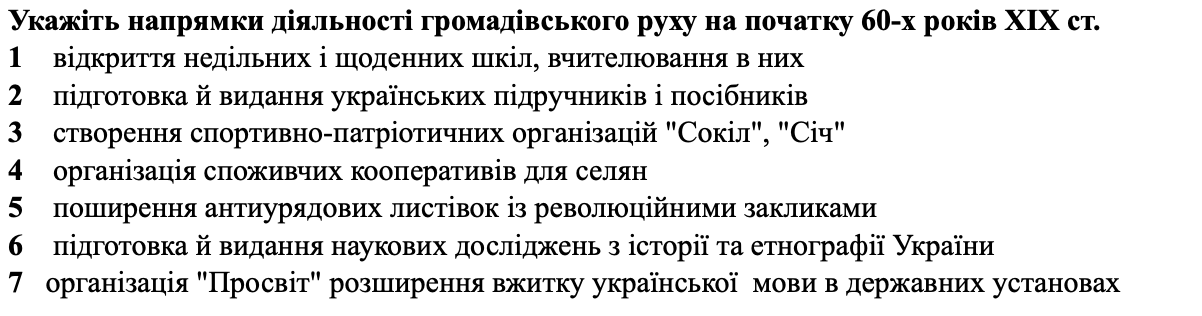 Укажіть напрямки діяльності громадівського руху на початку 60-х років XIX ст.
1 відкриття недільних і щоденних шкіл, вчителювання в них
2 підготовка й видання українських підручників і посібників
3 створення спортивно-патріотичних організацій "Сокіл", "Січ"
4 організація споживчих кооперативів для селян
5 поширення антиурядових листівок із революційними закликами
6 підготовка й видання наукових досліджень з історії та етнографії України
7 організація "Просвіт" розширення вжитку української мови в державних установах